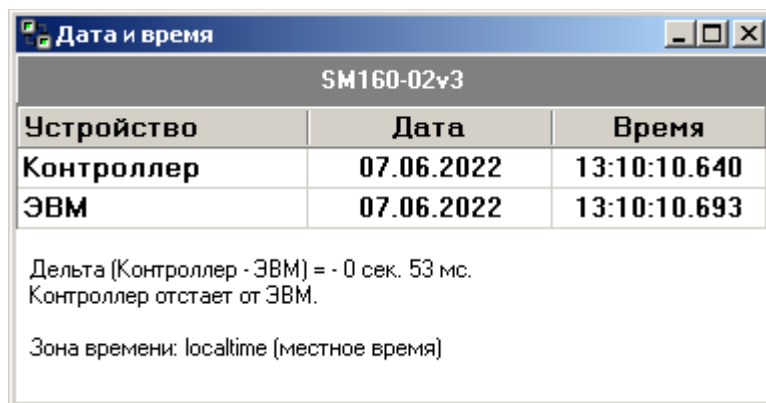 Дата и время
SM160-02v3
Устройство Дата Время
Контроллер 07.06.2022 13:10:10.640
ЭВМ 07.06.2022 13:10:10.693
Дельта (Контроллер - ЭВМ) = - 0 сек. 53 мс.
Контроллер отстает от ЭВМ.
Зона времени: localtime (местное время)